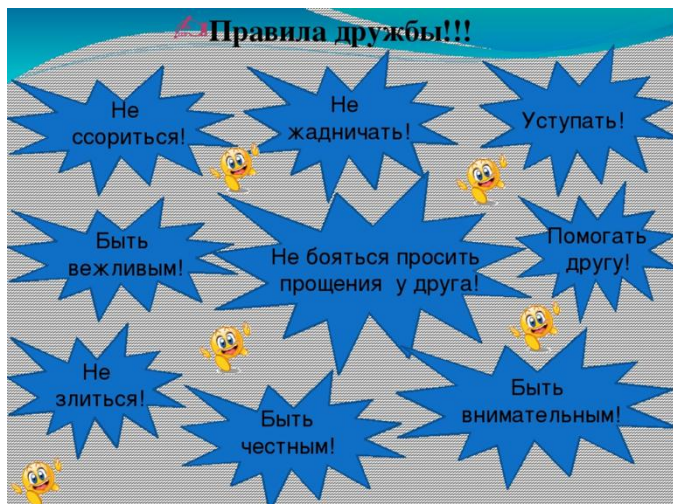 Правила дружбы!!!
Не
ссориться!
Не
жадничать!
Уступать!
Быть
вежливым!
Не бояться просить
прощения у друга!
Помогать
другу!
Не
злиться!
Быть
честным!
Быть
внимательным!